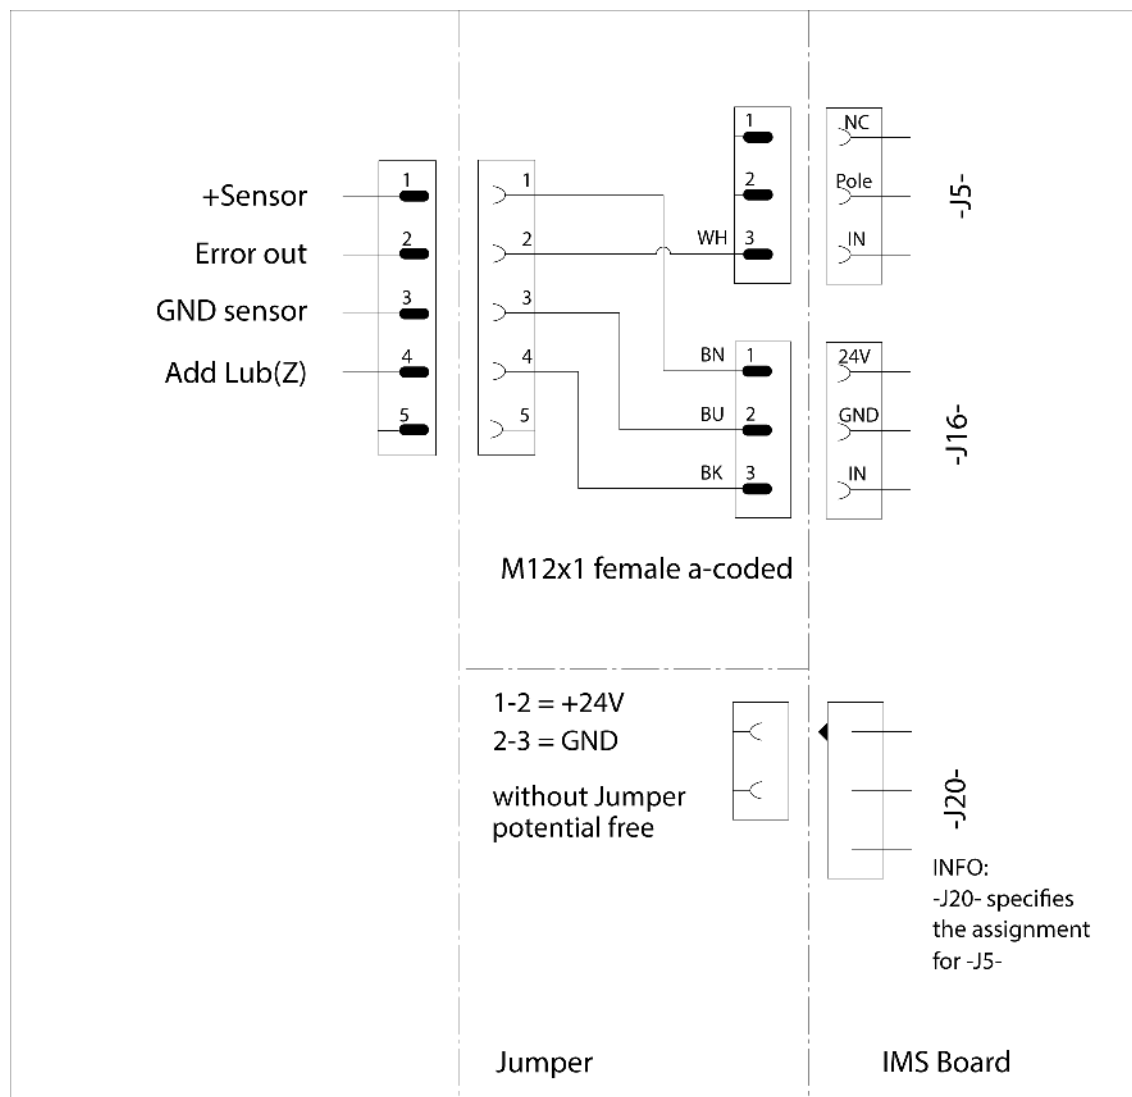 +Sensor
Error out
GND sensor
Add Lub(Z)
1
2
3
4
5
1
2
3
4
5
WH
BN
BU
BK
1
2
3
1
2
3
NC
Pole
IN
-J5-
24V
GND
IN
-J16-
M12x1 female a-coded
1-2 = +24V
2-3 = GND
without Jumper
potential free
-J20-
INFO:
-J20- specifies
the assignment
for -J5-
Jumper
IMS Board